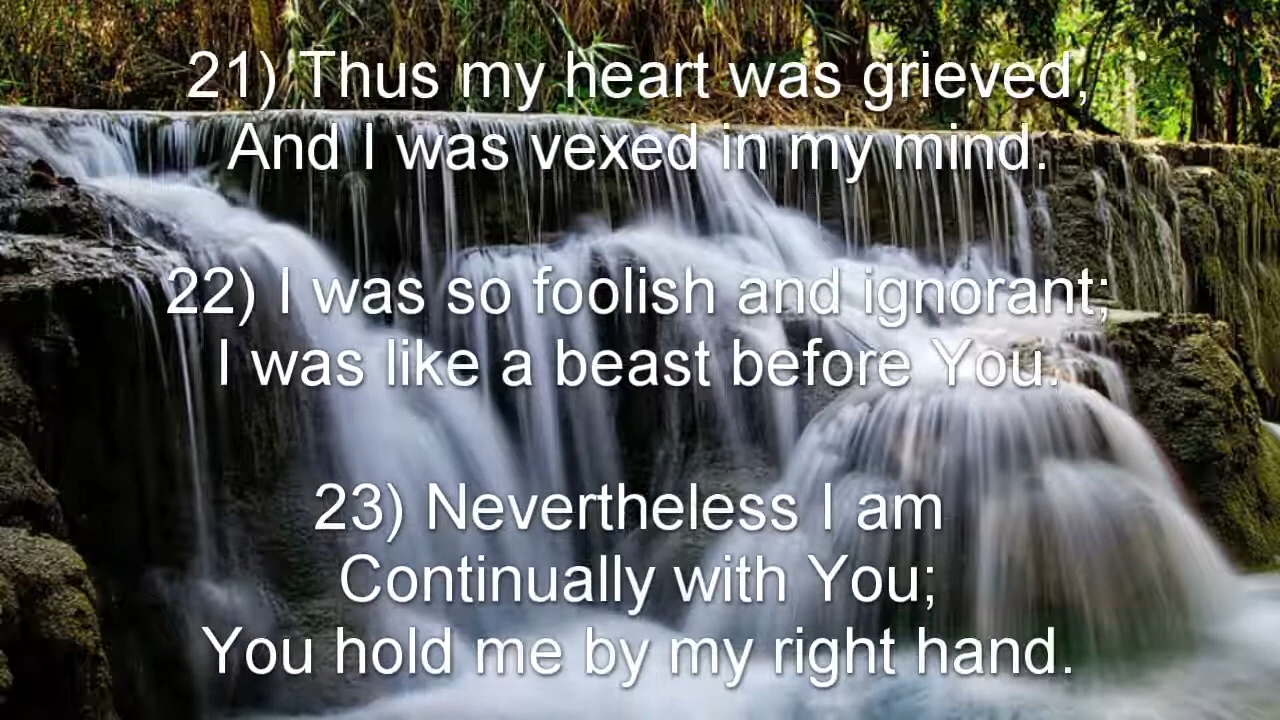 21) Thus my heart was grieved,
And I was vexed in my mind.
22) I was so foolish and ignorant;
I was like a beast before You.
23) Nevertheless I am
Continually with You;
You hold me by my right hand.